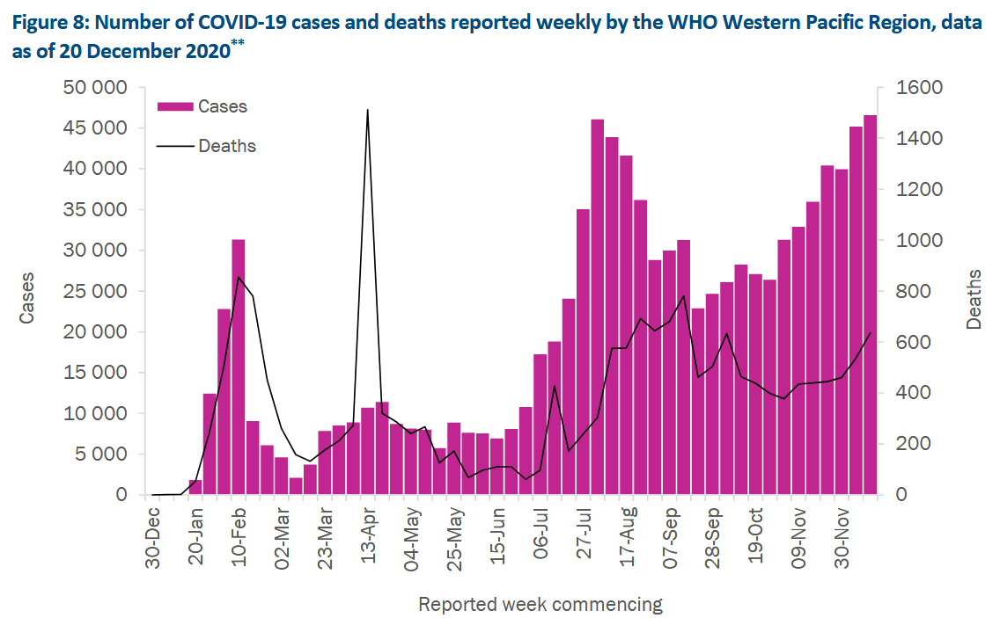 Figure 8: Number of COVID-19 cases and deaths reported weekly by the WHO Western Pacific Region, data
as of 20 December 2020**
50 000
45 000
40 000
35 000
30 000
25 000
20 000
15 000
10 000
5 000
0
Cases
Cases
Deaths
1600
1400
1200
1000
800
600
400
200
0
Deaths
30-Dec
20-Jan
10-Feb
02-Mar
23-Mar
13-Apr
04-May
25-May
15-Jun
06-Jul
27-Jul
17-Aug
07-Sep
28-Sep
19-Oct
09-Nov
30-Nov
Reported week commencing